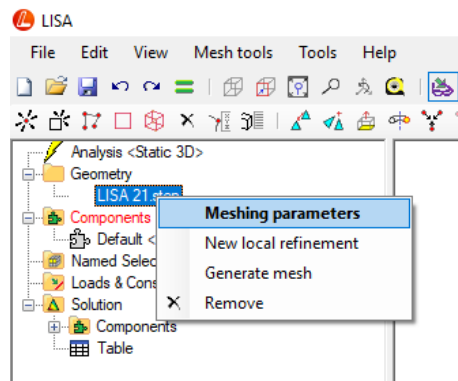 LISA
File Edit View Mesh tools Tools Help
Analysis <Static 3D>
Geometry
LISA 21.step
Meshing parameters
Components
New local refinement
Default <
Named Selec
Generate mesh
Loads & Cons
Remove
Solution
Components
Table